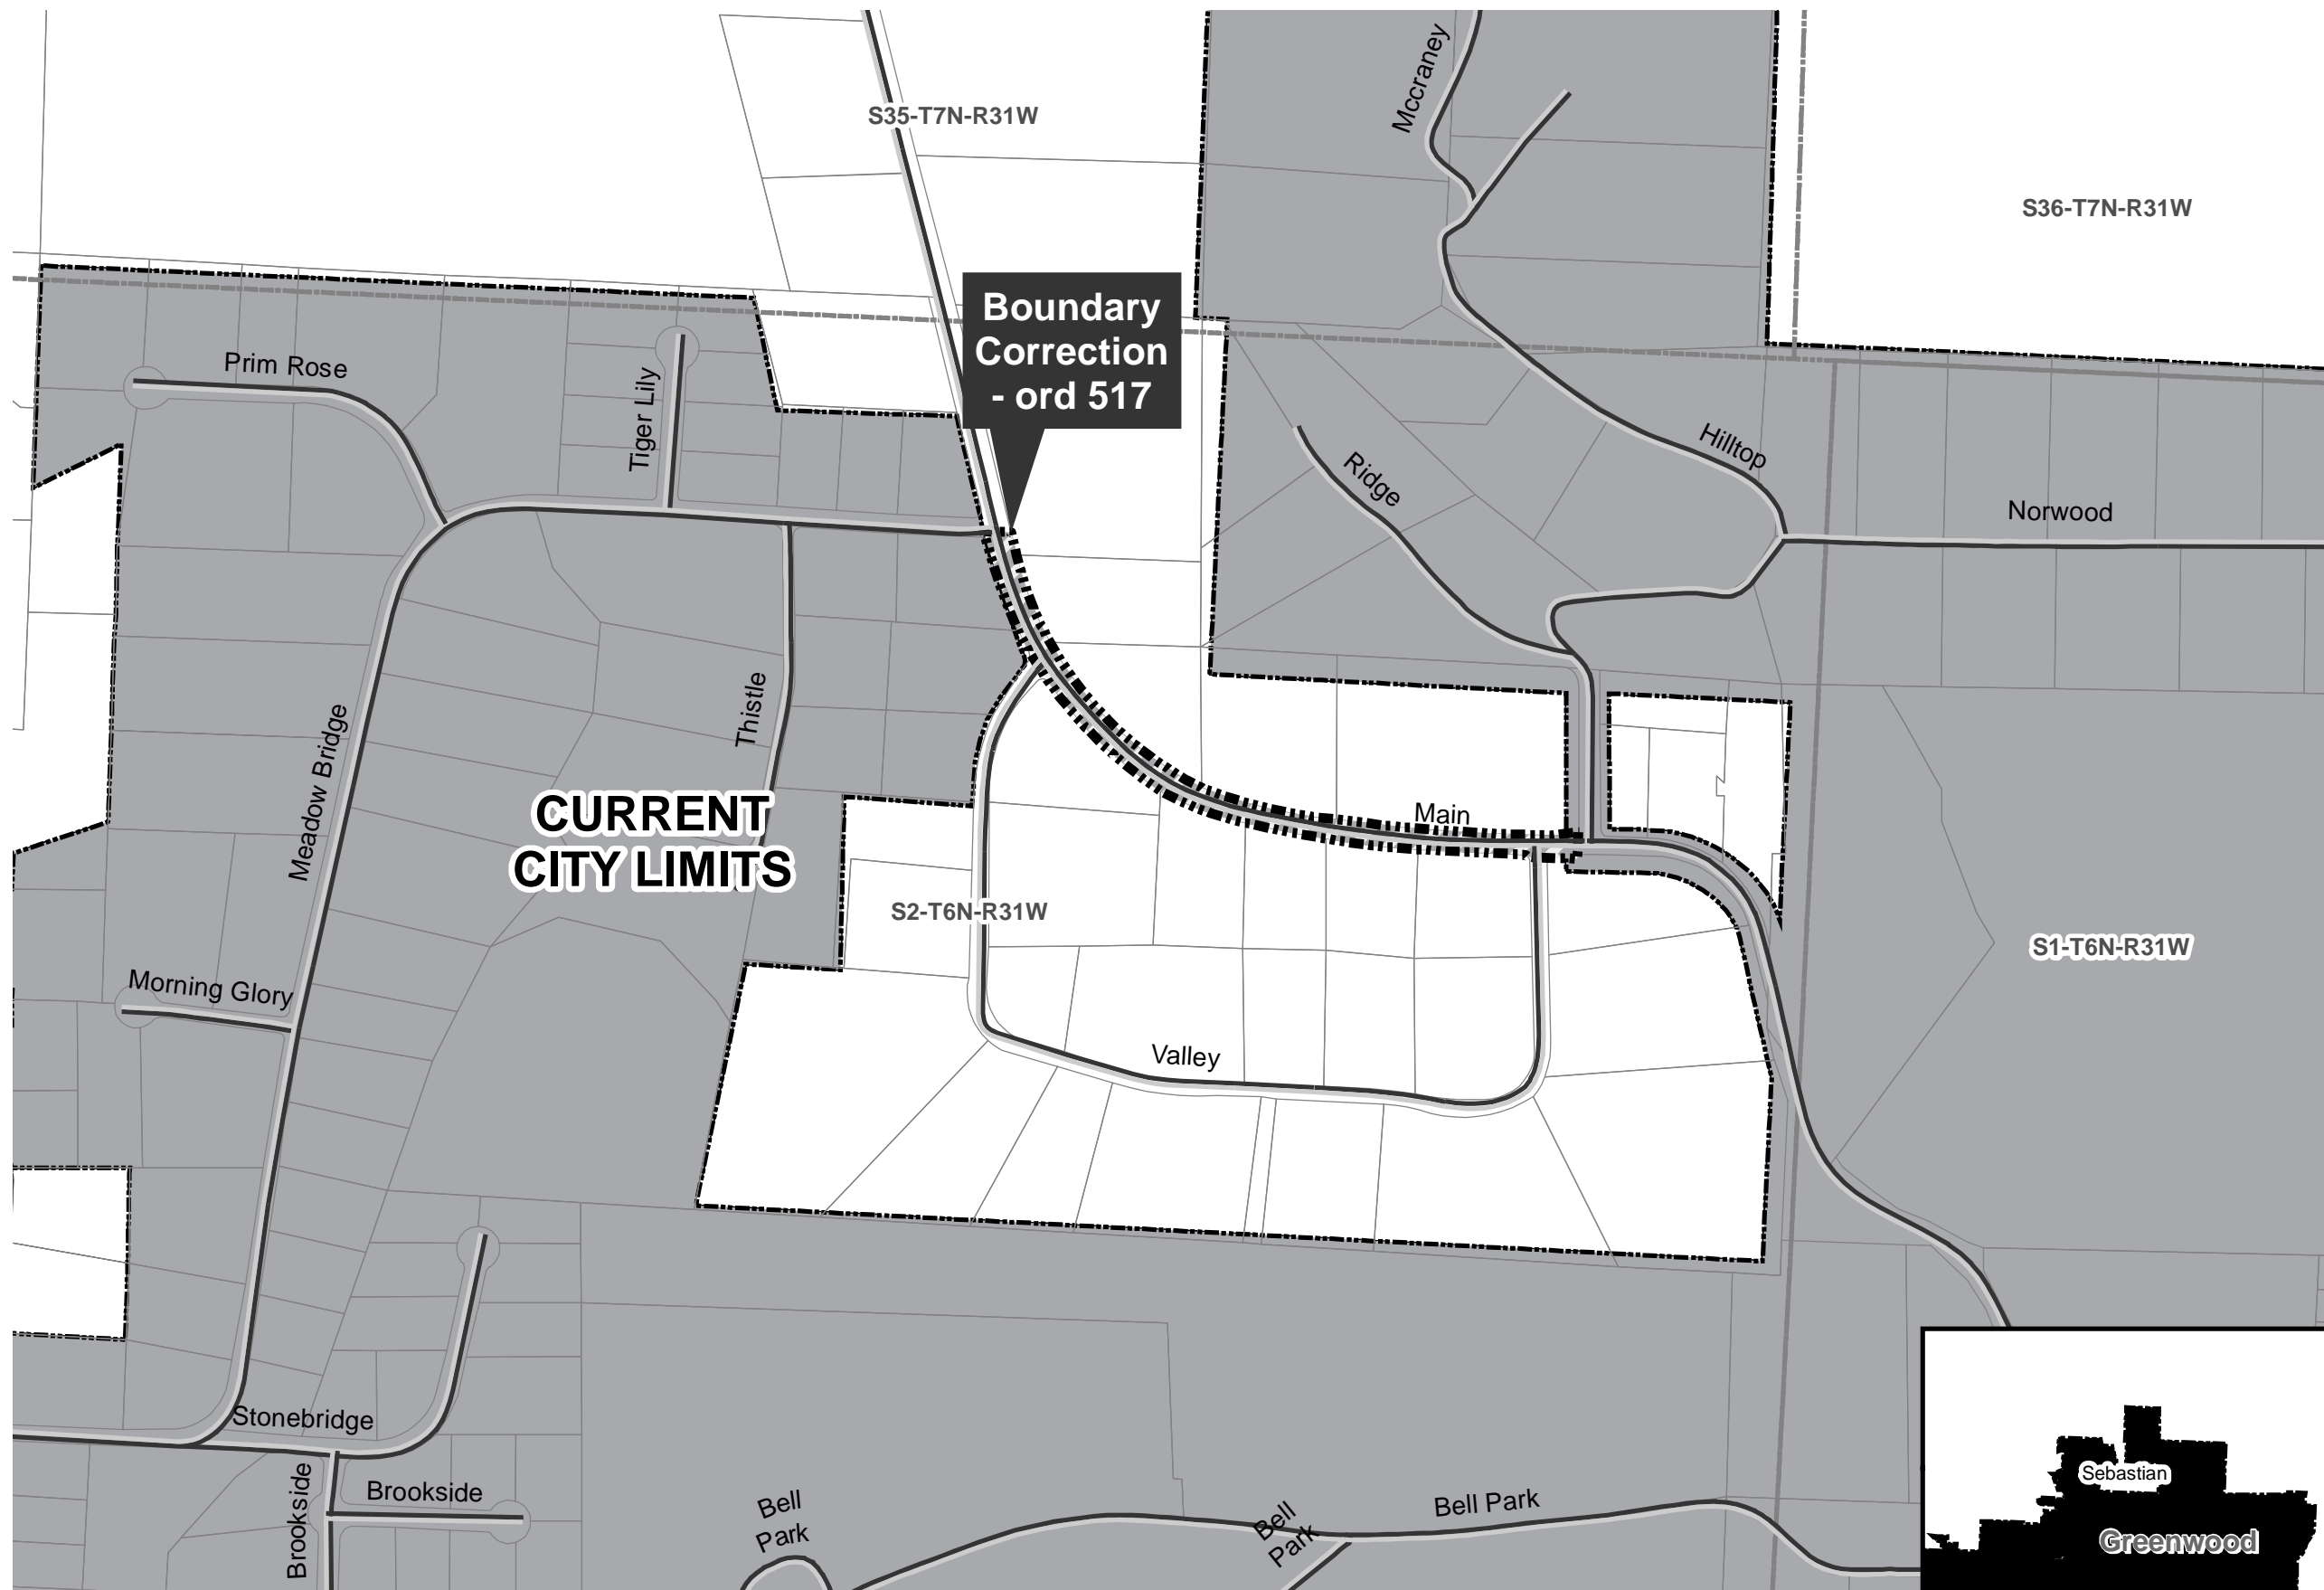 Mccraney
S35-T7N-R31W
S36-T7N-R31W
Boundary
Correction
- ord 517
Prim Rose
Tiger Lily
Hilltop
Ridge
Norwood
Thistle
Meadow Bridge
CURRENT
CITY LIMITS
Main
S2-T6N-R31W
S1-T6N-R31W
Morning Glory
Valley
Stonebridge
Brookside
Brookside
Bell
Park
Bell
Park
Bell Park
Sebastian
Greenwood